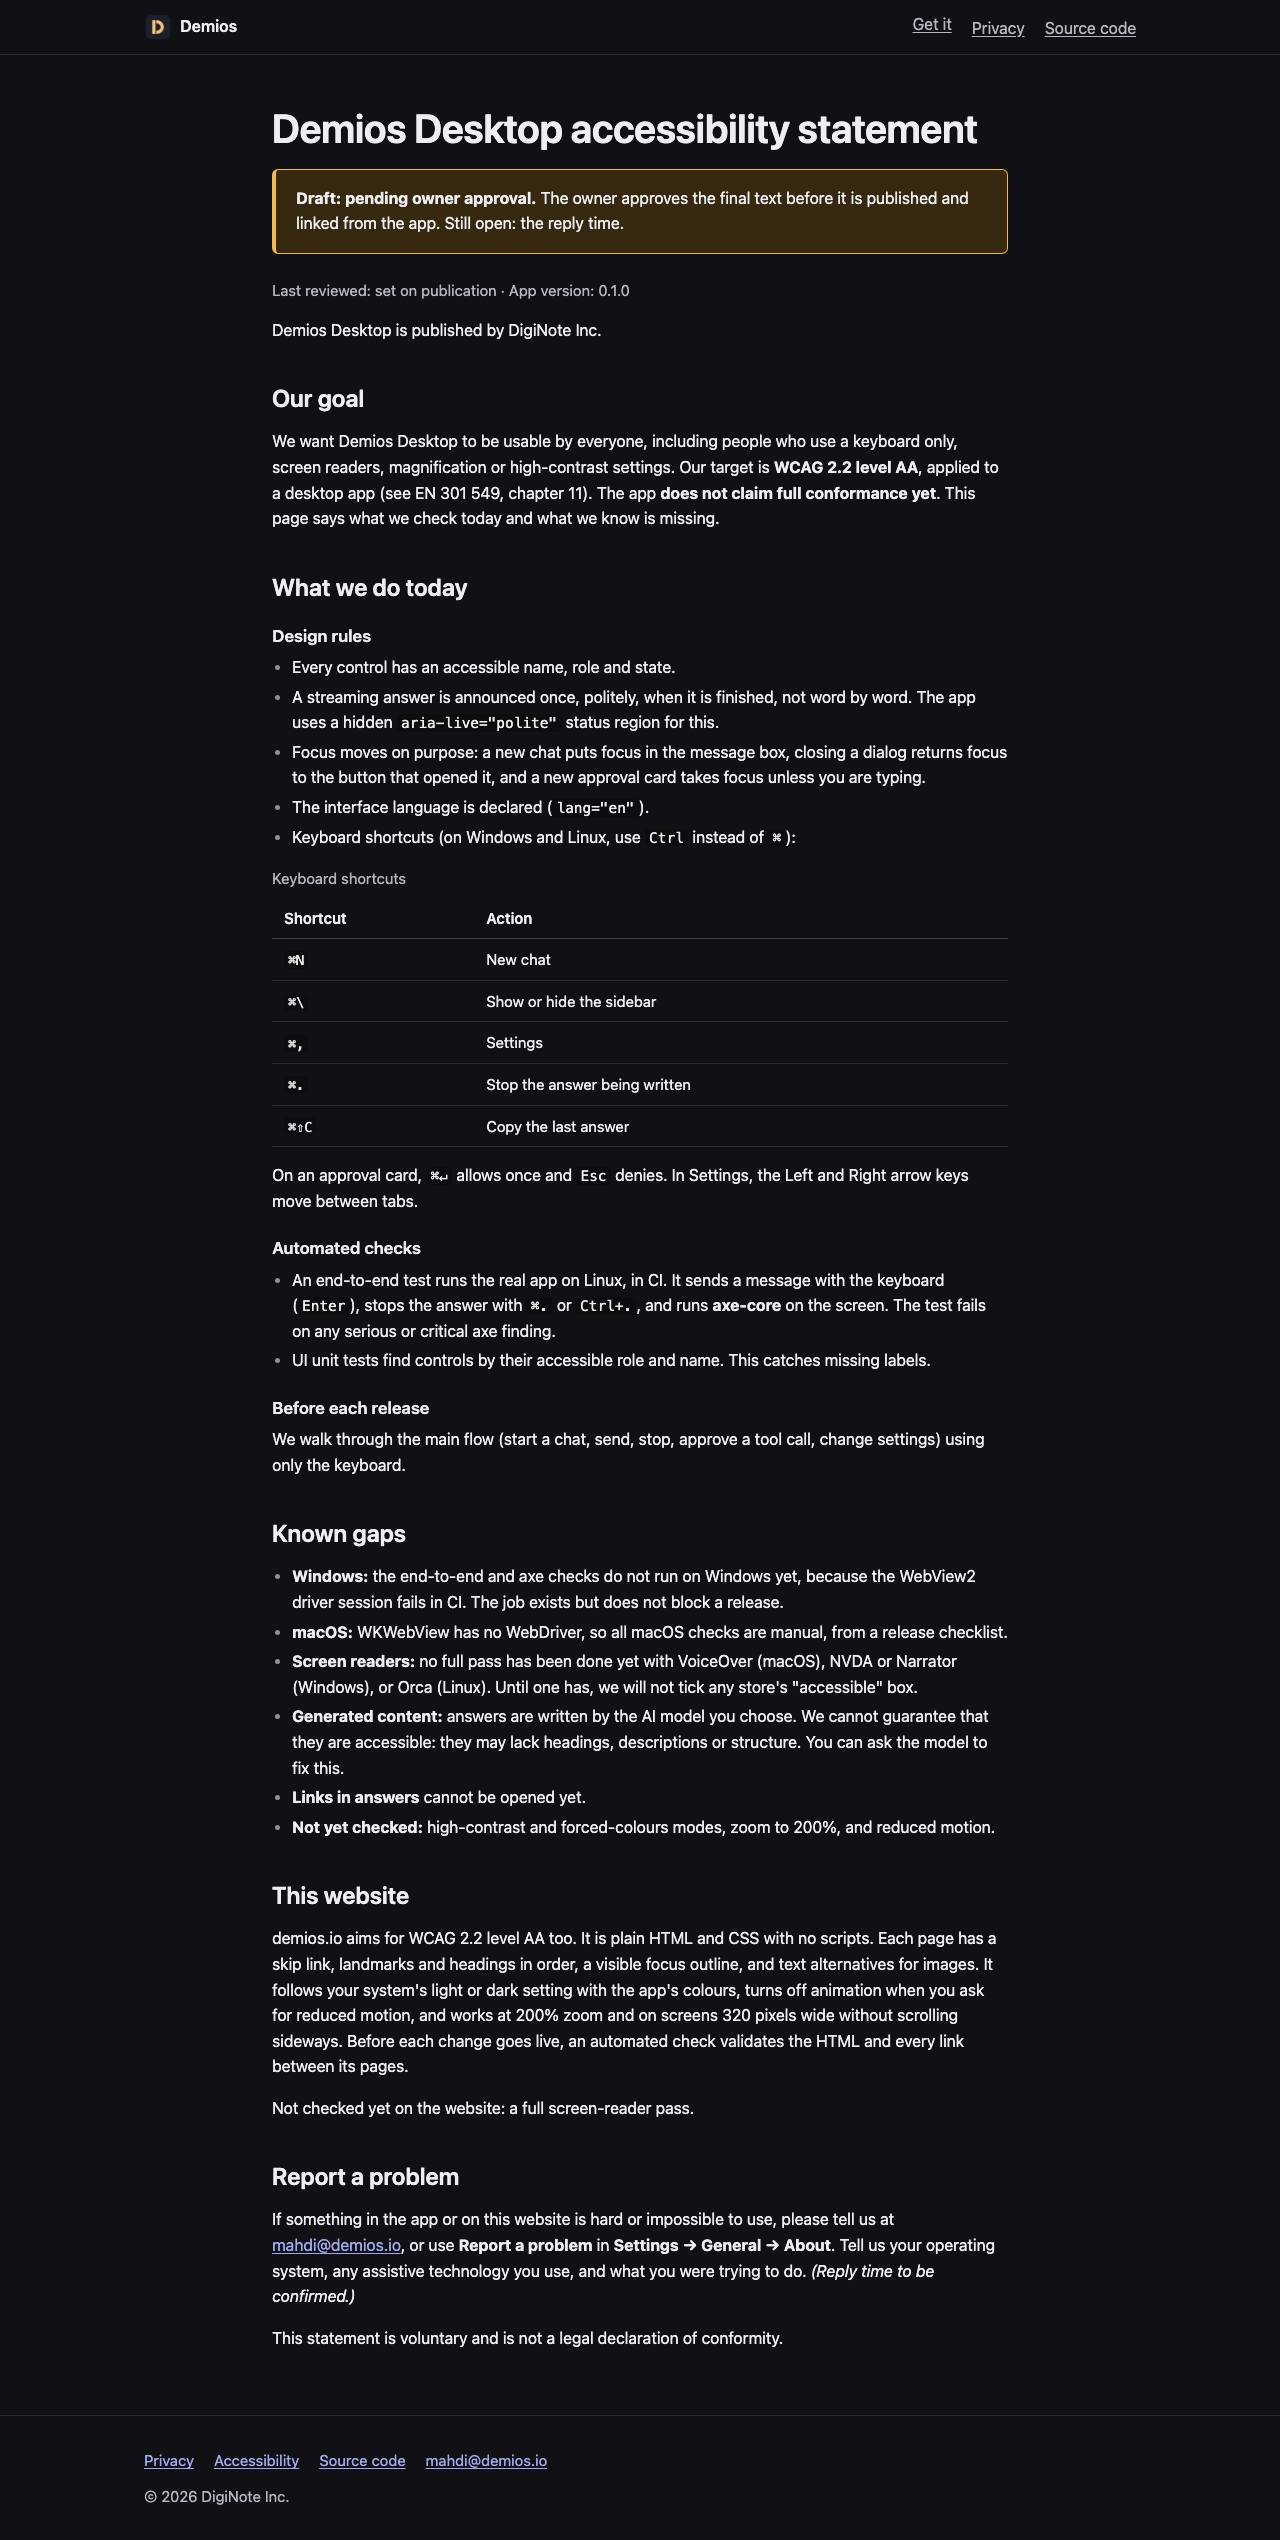 Demios
Get it
Privacy
Source code
Demios Desktop accessibility statement
Draft: pending owner approval. The owner approves the final text before it is published and
linked from the app. Still open: the reply time.
Last reviewed: set on publication · App version: 0.1.0
Demios Desktop is published by DigiNote Inc.
Our goal
We want Demios Desktop to be usable by everyone, including people who use a keyboard only,
screen readers, magnification or high-contrast settings. Our target is WCAG 2.2 level AA, applied to
a desktop app (see EN 301 549, chapter 11). The app does not claim full conformance yet. This
page says what we check today and what we know is missing.
What we do today
Design rules
• Every control has an accessible name, role and state.
• A streaming answer is announced once, politely, when it is finished, not word by word. The app
uses a hidden aria-live="polite" status region for this.
• Focus moves on purpose: a new chat puts focus in the message box, closing a dialog returns focus
to the button that opened it, and a new approval card takes focus unless you are typing.
• The interface language is declared ( lang="en" ).
• Keyboard shortcuts (on Windows and Linux, use Ctrl instead of ⌘ ):
Keyboard shortcuts
Shortcut Action
⌘N New chat
⌘\ Show or hide the sidebar
⌘, Settings
⌘. Stop the answer being written
⌘⇧C Copy the last answer
On an approval card, ⌘↵ allows once and Esc denies. In Settings, the Left and Right arrow keys
move between tabs.
Automated checks
• An end-to-end test runs the real app on Linux, in CI. It sends a message with the keyboard
( Enter ), stops the answer with ⌘. or Ctrl+. , and runs axe-core on the screen. The test fails
on any serious or critical axe finding.
• UI unit tests find controls by their accessible role and name. This catches missing labels.
Before each release
We walk through the main flow (start a chat, send, stop, approve a tool call, change settings) using
only the keyboard.
Known gaps
• Windows: the end-to-end and axe checks do not run on Windows yet, because the WebView2
driver session fails in CI. The job exists but does not block a release.
• macOS: WKWebView has no WebDriver, so all macOS checks are manual, from a release checklist.
• Screen readers: no full pass has been done yet with VoiceOver (macOS), NVDA or Narrator
(Windows), or Orca (Linux). Until one has, we will not tick any store's "accessible" box.
• Generated content: answers are written by the AI model you choose. We cannot guarantee that
they are accessible: they may lack headings, descriptions or structure. You can ask the model to
fix this.
• Links in answers cannot be opened yet.
• Not yet checked: high-contrast and forced-colours modes, zoom to 200%, and reduced motion.
This website
demios.io aims for WCAG 2.2 level AA too. It is plain HTML and CSS with no scripts. Each page has a
skip link, landmarks and headings in order, a visible focus outline, and text alternatives for images. It
follows your system's light or dark setting with the app's colours, turns off animation when you ask
for reduced motion, and works at 200% zoom and on screens 320 pixels wide without scrolling
sideways. Before each change goes live, an automated check validates the HTML and every link
between its pages.
Not checked yet on the website: a full screen-reader pass.
Report a problem
If something in the app or on this website is hard or impossible to use, please tell us at
mahdi@demios.io, or use Report a problem in Settings → General → About. Tell us your operating
system, any assistive technology you use, and what you were trying to do. (Reply time to be
confirmed.)
This statement is voluntary and is not a legal declaration of conformity.
Privacy Accessibility Source code mahdi@demios.io
© 2026 DigiNote Inc.